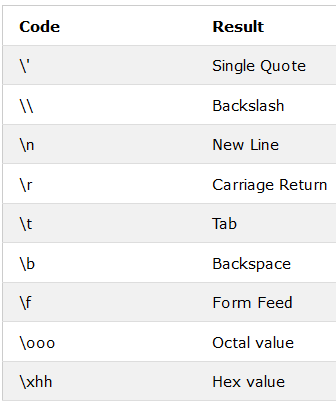 Code Result
\' Single Quote
\\ Backslash
\n New Line
\r Carriage Return
\t Tab
\b Backspace
\f Form Feed
\ooo Octal value
\xhh Hex value